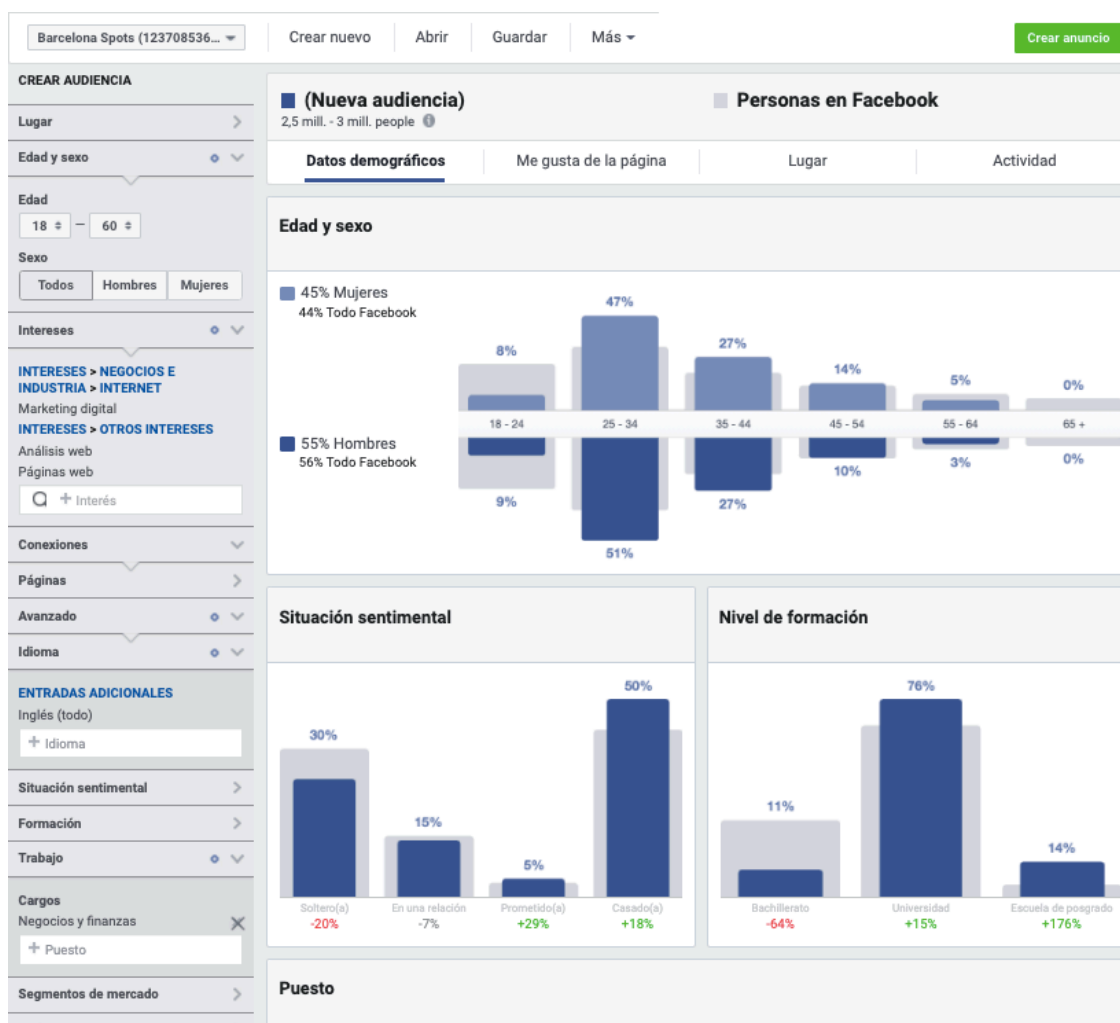 Barcelona Spots (123708536...
Crear nuevo
Abrir
Guardar
Más
Crear anuncio
CREAR AUDIENCIA
Lugar
Edad y sexo
Edad
18 – 60
Sexo
Todos
Hombres
Mujeres
Intereses
INTERESES > NEGOCIOS E
INDUSTRIA > INTERNET
Marketing digital
INTERESES > OTROS INTERESES
Análisis web
Páginas web
+ Interés
Conexiones
Páginas
Avanzado
Idioma
ENTRADAS ADICIONALES
Inglés (todo)
+ Idioma
Situación sentimental
Formación
Trabajo
Cargos
Negocios y finanzas
+ Puesto
Segmentos de mercado
(Nueva audiencia)
2,5 mill. - 3 mill. people
Personas en Facebook
Datos demográficos
Me gusta de la página
Lugar
Actividad
Edad y sexo
45% Mujeres
44% Todo Facebook
8%
47%
27%
14%
5%
0%
18 - 24
25 - 34
35 - 44
45 - 54
55 - 64
65 +
55% Hombres
56% Todo Facebook
9%
51%
27%
10%
3%
0%
Situación sentimental
30%
15%
5%
50%
Soltero(a)
En una relación
Prometido(a)
Casado(a)
-20%
-7%
+29%
+18%
Nivel de formación
11%
76%
14%
Bachillerato
Universidad
Escuela de posgrado
-64%
+15%
+176%
Puesto